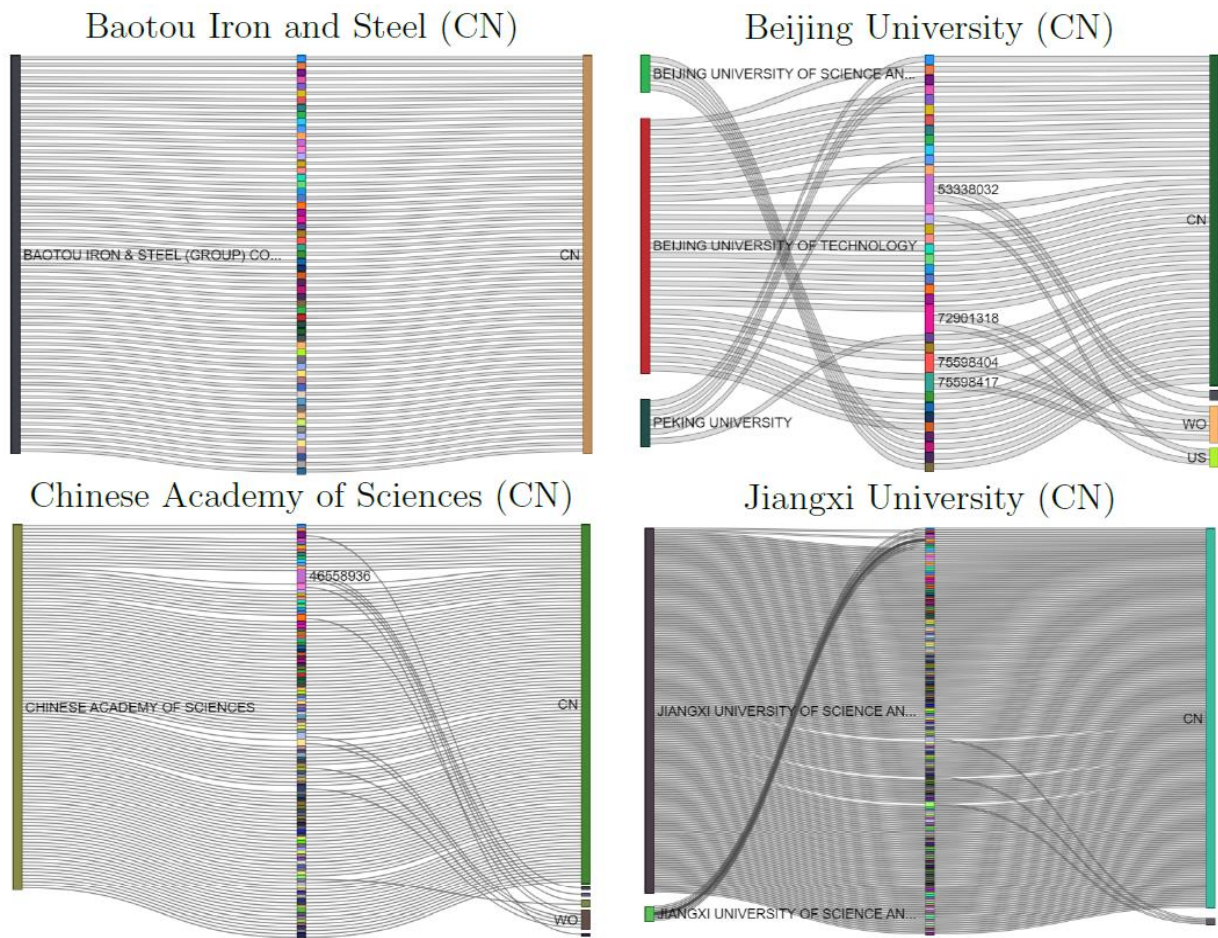 Baotou Iron and Steel (CN)
BAOTOU IRON & STEEL (GROUP) CO...
CN
Beijing University (CN)
BEIJING UNIVERSITY OF SCIENCE AN...
53338032
CN
BEIJING UNIVERSITY OF TECHNOLOGY
72901318
75598404
75598417
PEKING UNIVERSITY
WO
US
Chinese Academy of Sciences (CN)
46558936
CHINESE ACADEMY OF SCIENCES
CN
WO
Jiangxi University (CN)
JIANGXI UNIVERSITY OF SCIENCE AN...
CN
JIANGXI UNIVERSITY OF SCIENCE AN...